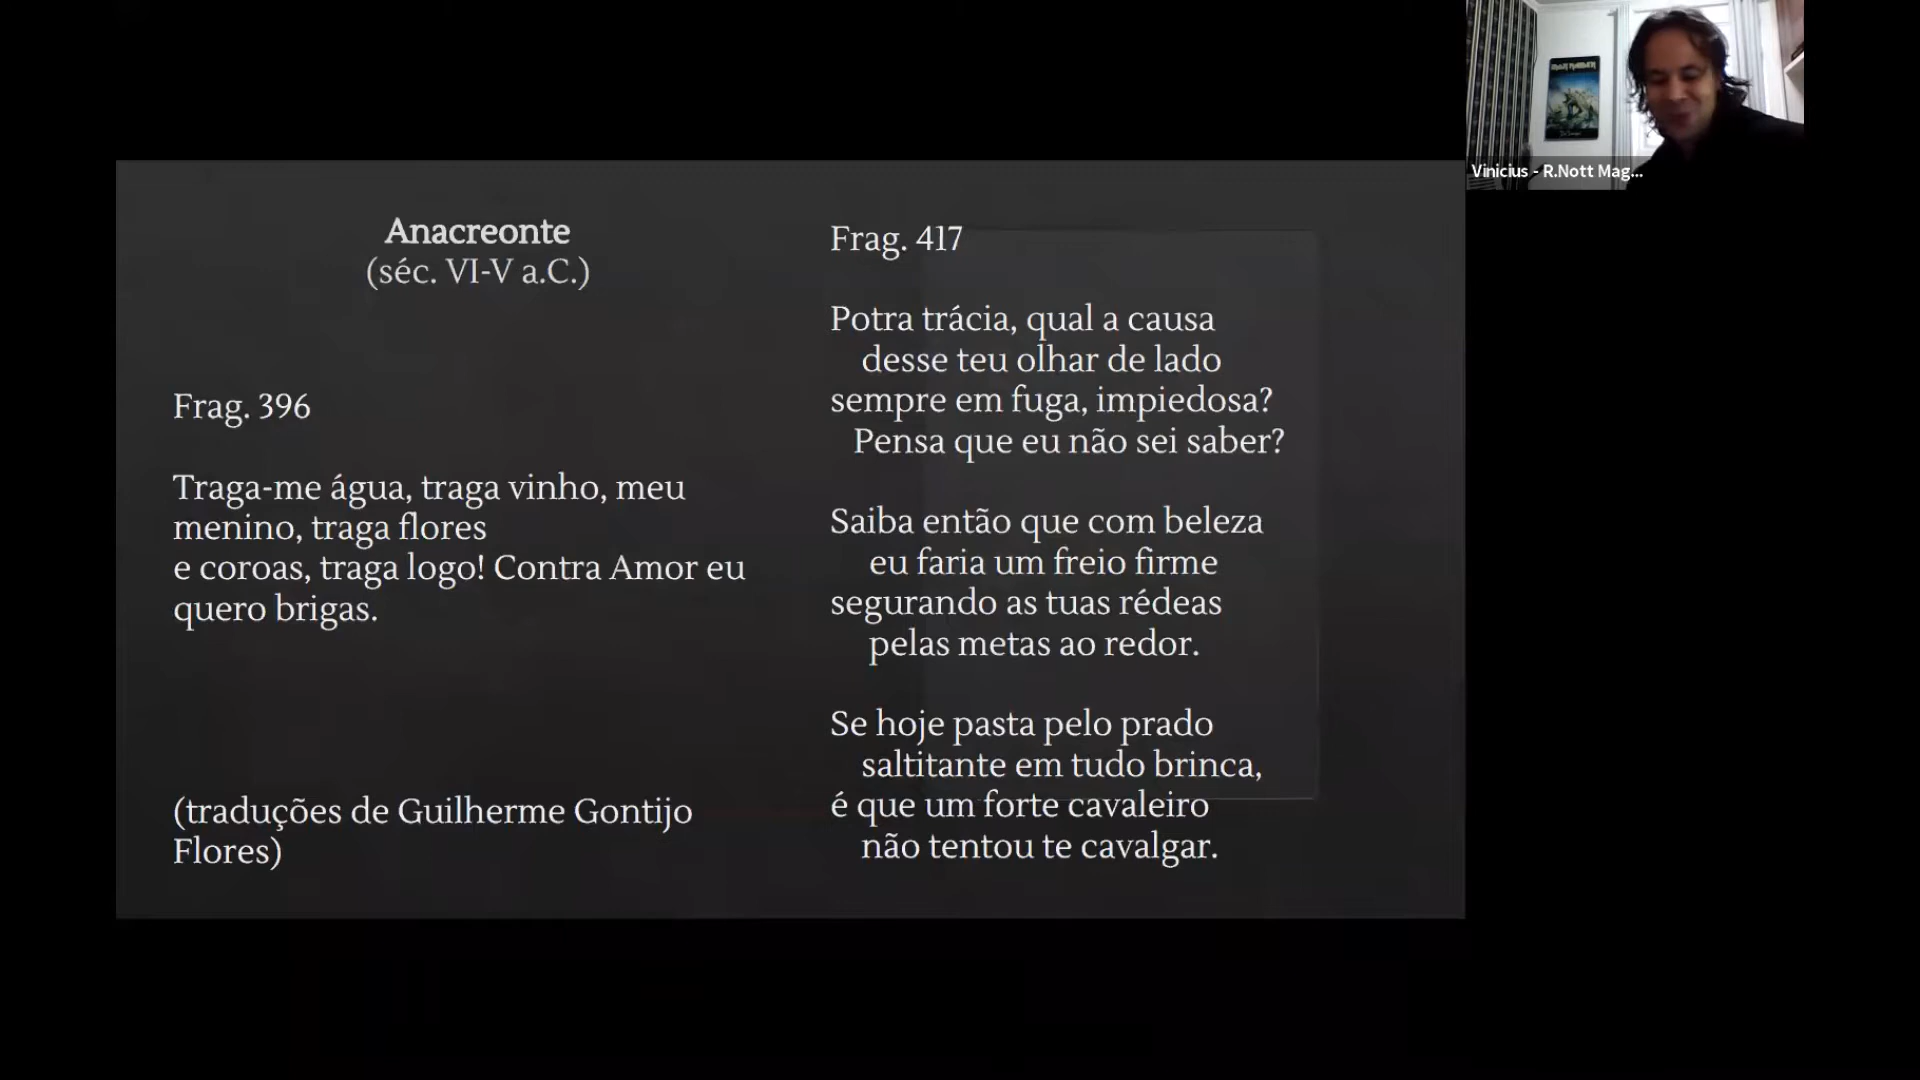 Anacreonte
(séc. VI-V a.C.)
Frag. 396
Traga-me água, traga vinho, meu
menino, traga flores
e coroas, traga logo! Contra Amor eu
quero brigas.
(traduções de Guilherme Gontijo
Flores)
Frag. 417
Potra trácia, qual a causa
desse teu olhar de lado
sempre em fuga, impiedosa?
Pensa que eu não sei saber?
Saiba então que com beleza
eu faria um freio firme
segurando as tuas rédeas
pelas metas ao redor.
Se hoje pasta pelo prado
saltitante em tudo brinca,
é que um forte cavaleiro
não tentou te cavalgar.
IRON MAIDEN
Vinicius - R.Nott Mag...